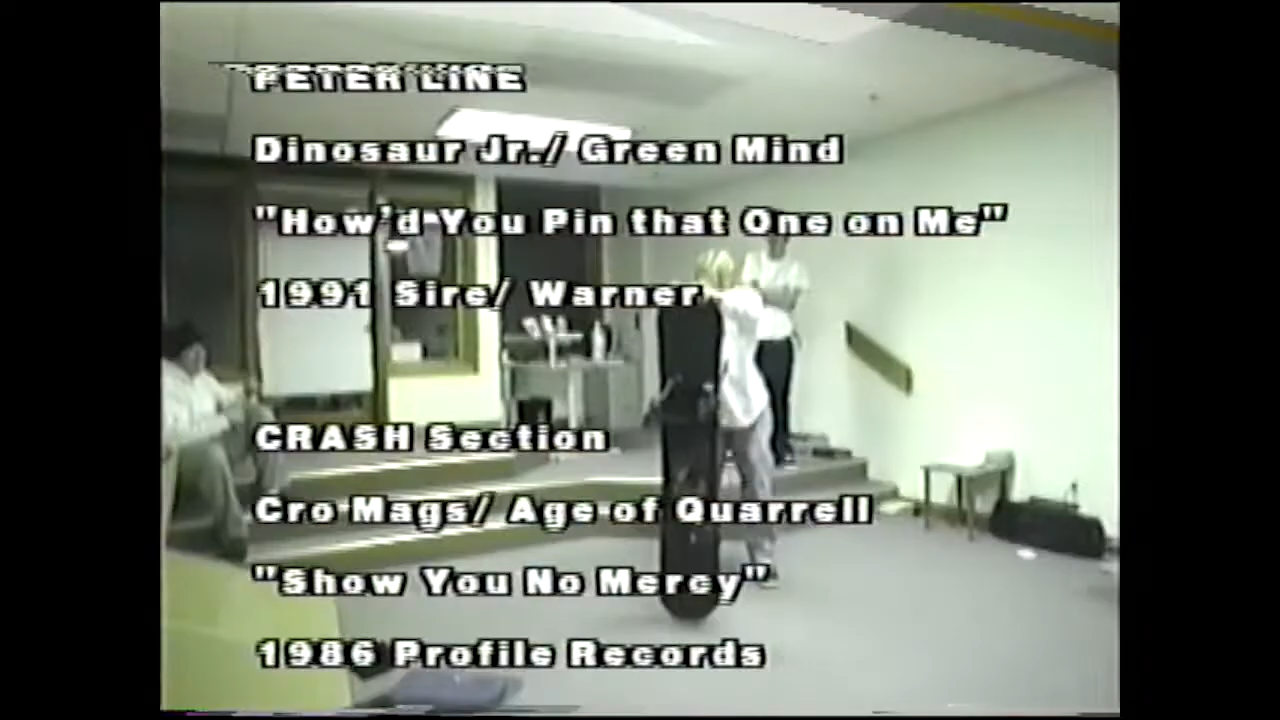 PETER LINE
Dinosaur Jr./ Green Mind
"How'd You Pin that One on Me"
1991 Sire/ Warner
CRASH Section
Cro-Mags/ Age of Quarrell
"Show You No Mercy"
1986 Profile Records